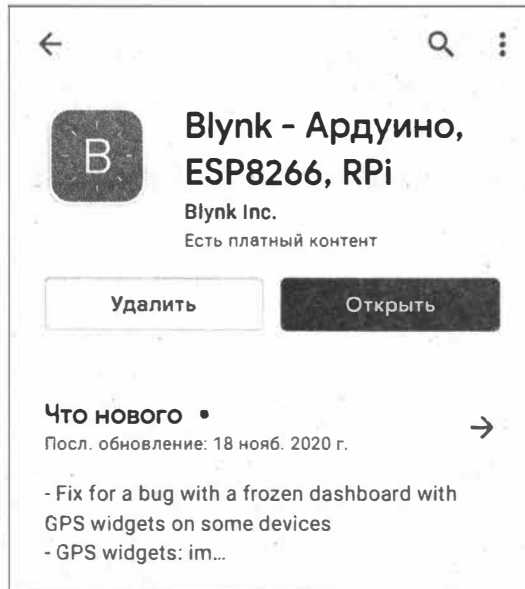 B
Blynk - Ардуино,
ESP8266, RPi
Blynk Inc.
Есть платный контент
Удалить
Открыть
Что нового •
Посл. обновление: 18 нояб. 2020 г.
- Fix for a bug with a frozen dashboard with
GPS widgets on some devices
- GPS widgets: im...